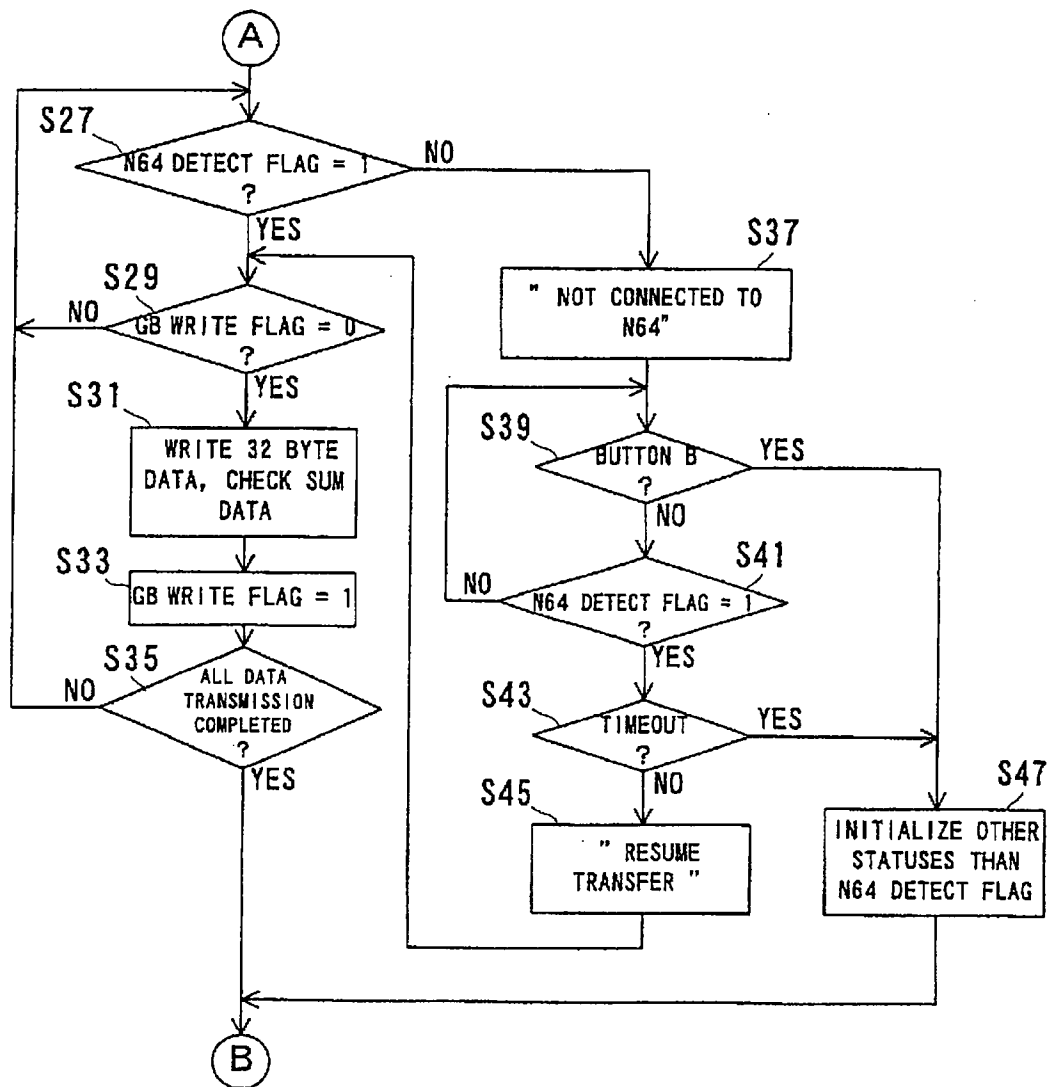 A
S27
N64 DETECT FLAG = 1
?
NO
YES
S29
GB WRITE FLAG = 0
?
NO
YES
S31
WRITE 32 BYTE
DATA, CHECK SUM
DATA
S33
GB WRITE FLAG = 1
S35
ALL DATA
TRANSMISSION
COMPLETED
?
NO
YES
S37
" NOT CONNECTED TO
N64"
S39
BUTTON B
?
YES
NO
S41
N64 DETECT FLAG = 1
?
NO
YES
S43
TIMEOUT
?
YES
NO
S45
" RESUME
TRANSFER "
S47
INITIALIZE OTHER
STATUSES THAN
N64 DETECT FLAG
B